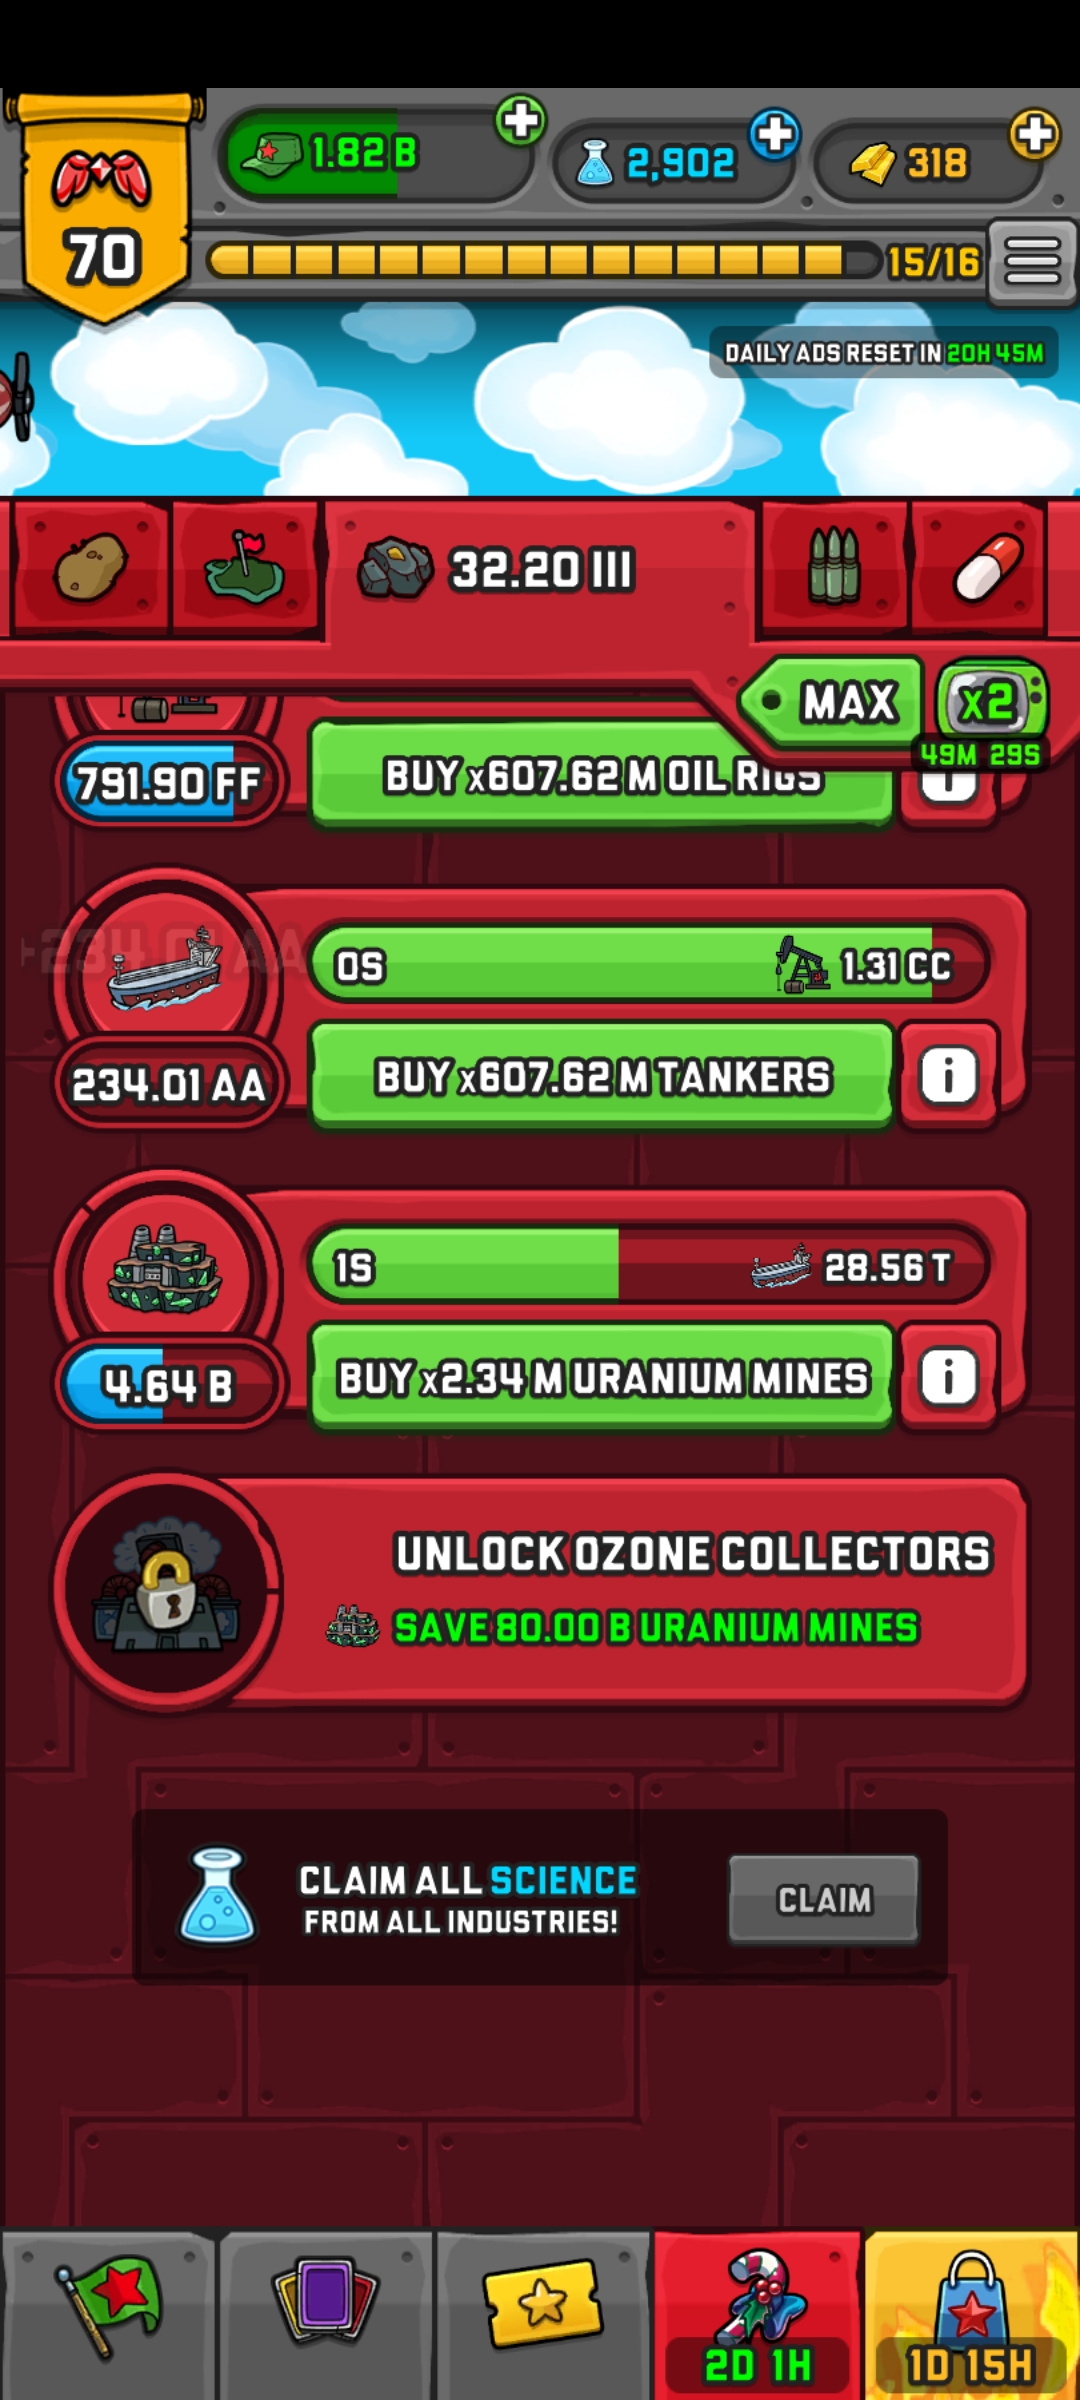 70
1.82 B
2,902
318
15/16
DAILY ADS RESET IN 20H 45M
32.20 III
MAX
x2
49M 29S
791.90 FF
BUY x607.62 M OIL RIGS
+234.01 AA
0S
1.31 CC
234.01 AA
BUY x607.62 M TANKERS
i
1S
28.56 T
4.64 B
BUY x2.34 M URANIUM MINES
i
UNLOCK OZONE COLLECTORS
SAVE 80.00 B URANIUM MINES
CLAIM ALL SCIENCE
FROM ALL INDUSTRIES!
CLAIM
2D 1H
1D 15H